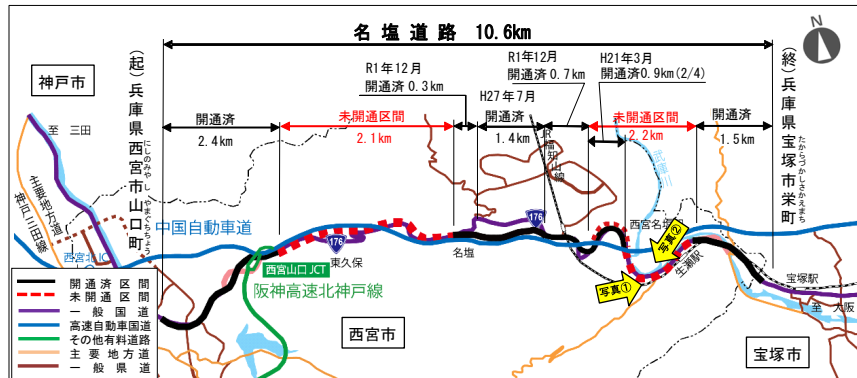 名塩道路 10.6km
(起)兵庫県西宮市山口町
にしのみやし やまぐちちょう
(終)兵庫県宝塚市栄町
たからづかしさかえまち
R1年12月
開通済0.3km
H27年7月
R1年12月
開通済0.7km
H21年3月
開通済0.9km(2/4)
開通済
2.4km
未開通区間
2.1km
開通済
1.4km
未開通区間
2.2km
開通済
1.5km
N
神戸市
至 三田
主要地方道
神戸三田線
中国自動車道
西宮北IC
176
東久保
西宮山口 JCT
阪神高速北神戸線
名塩
176
JR福知山線
武庫川
西宮名塩駅
生瀬駅
写真②
写真①
宝塚駅
至 大阪
西宮市
宝塚市
開通済区間
未開通区間
一般国道
高速自動車国道
その他有料道路
主要地方道
一般県道